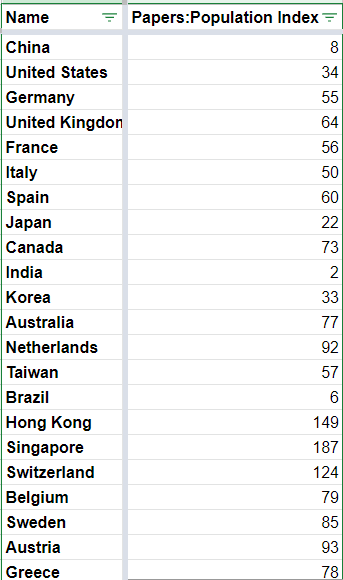 Name Papers:Population Index
China 8
United States 34
Germany 55
United Kingdom 64
France 56
Italy 50
Spain 60
Japan 22
Canada 73
India 2
Korea 33
Australia 77
Netherlands 92
Taiwan 57
Brazil 6
Hong Kong 149
Singapore 187
Switzerland 124
Belgium 79
Sweden 85
Austria 93
Greece 78